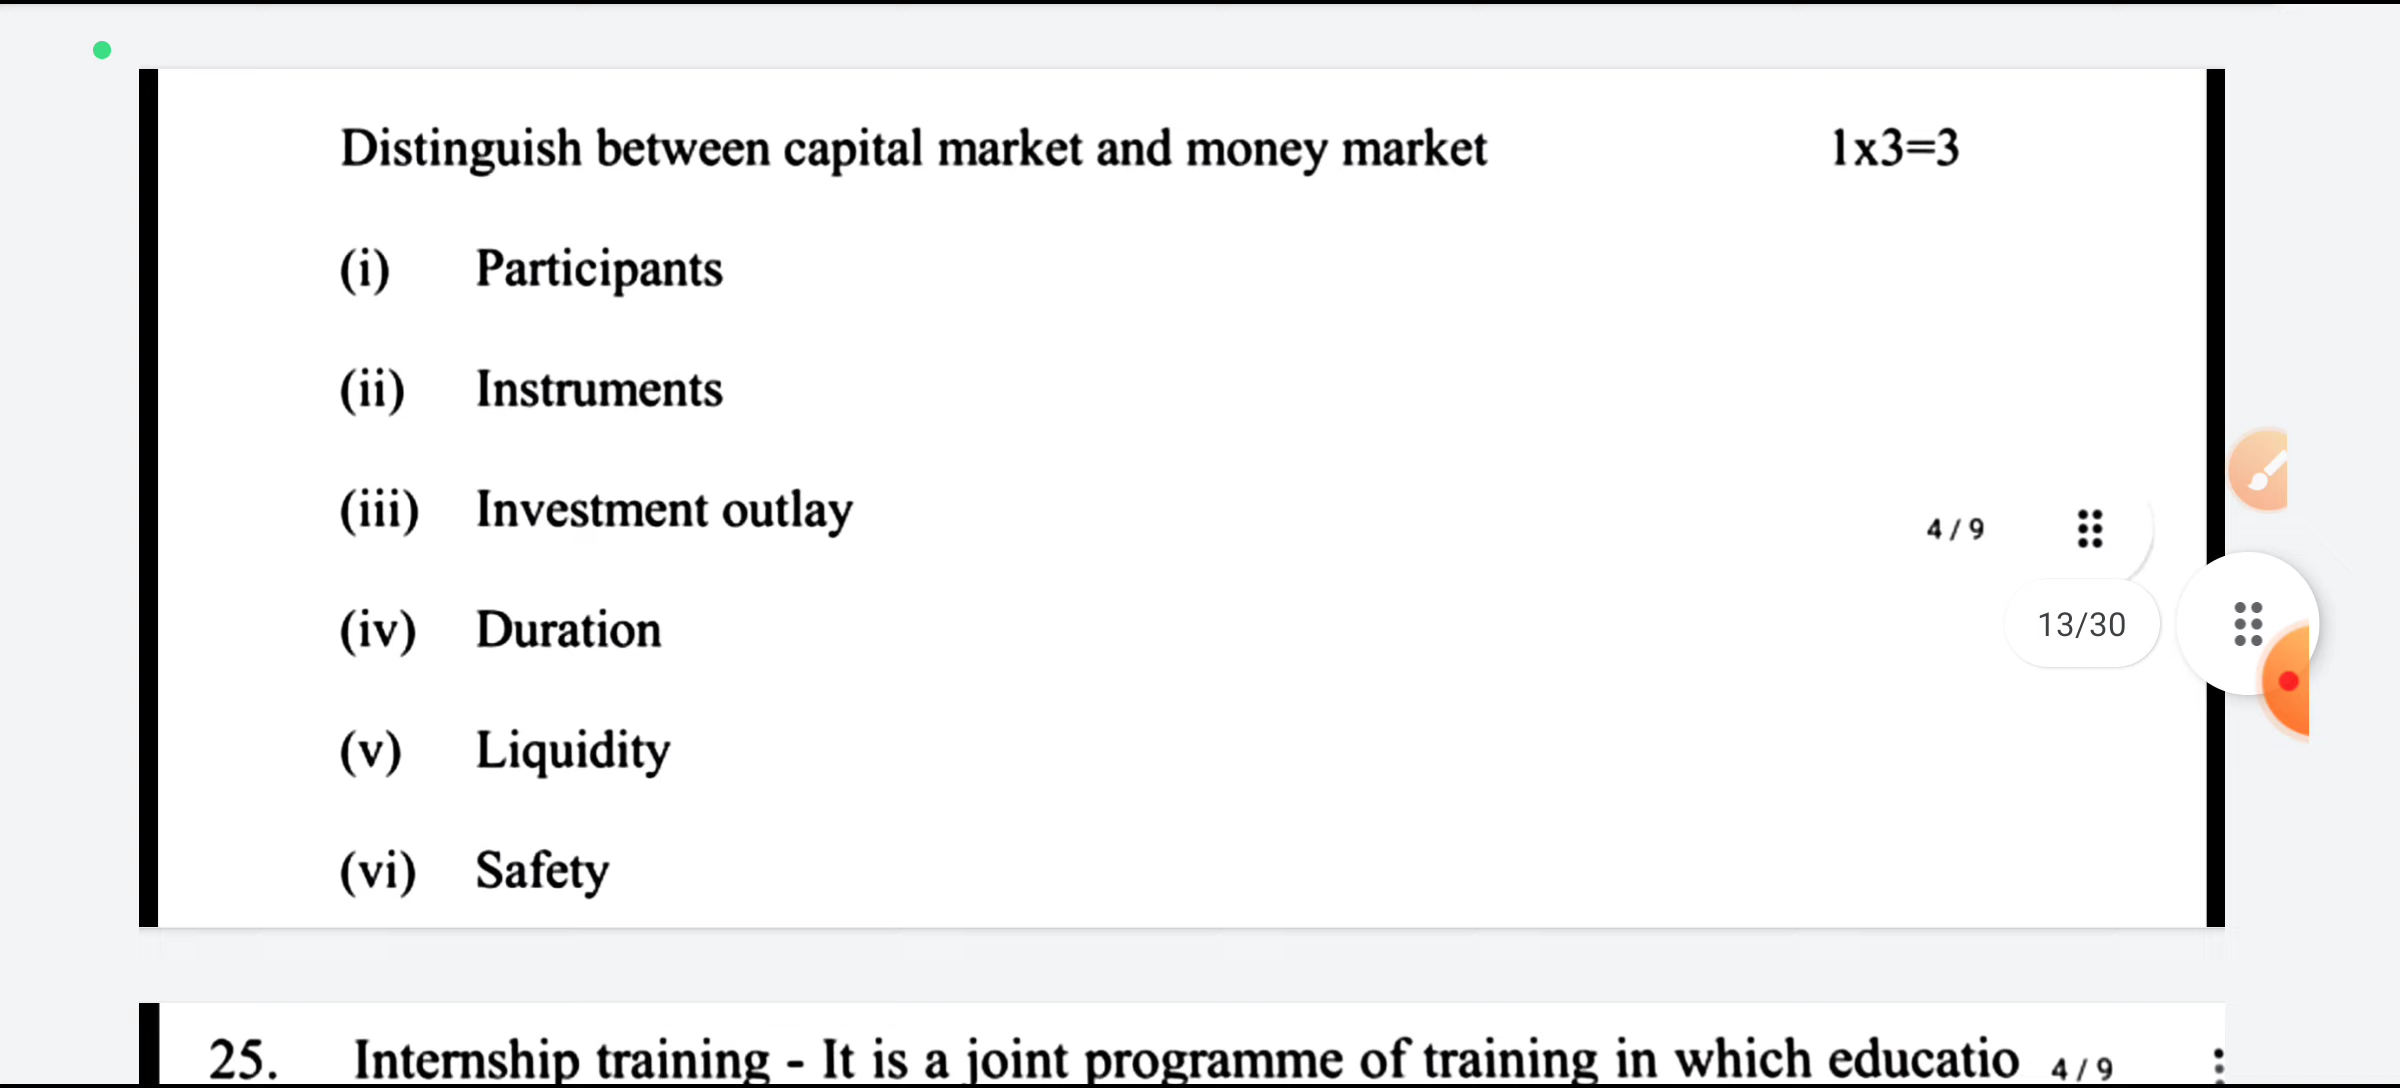 Distinguish between capital market and money market 1x3=3
(i) Participants
(ii) Instruments
(iii) Investment outlay
4 / 9
(iv) Duration
13/30
(v) Liquidity
(vi) Safety
25. Internship training - It is a joint programme of training in which educatio 4 / 9